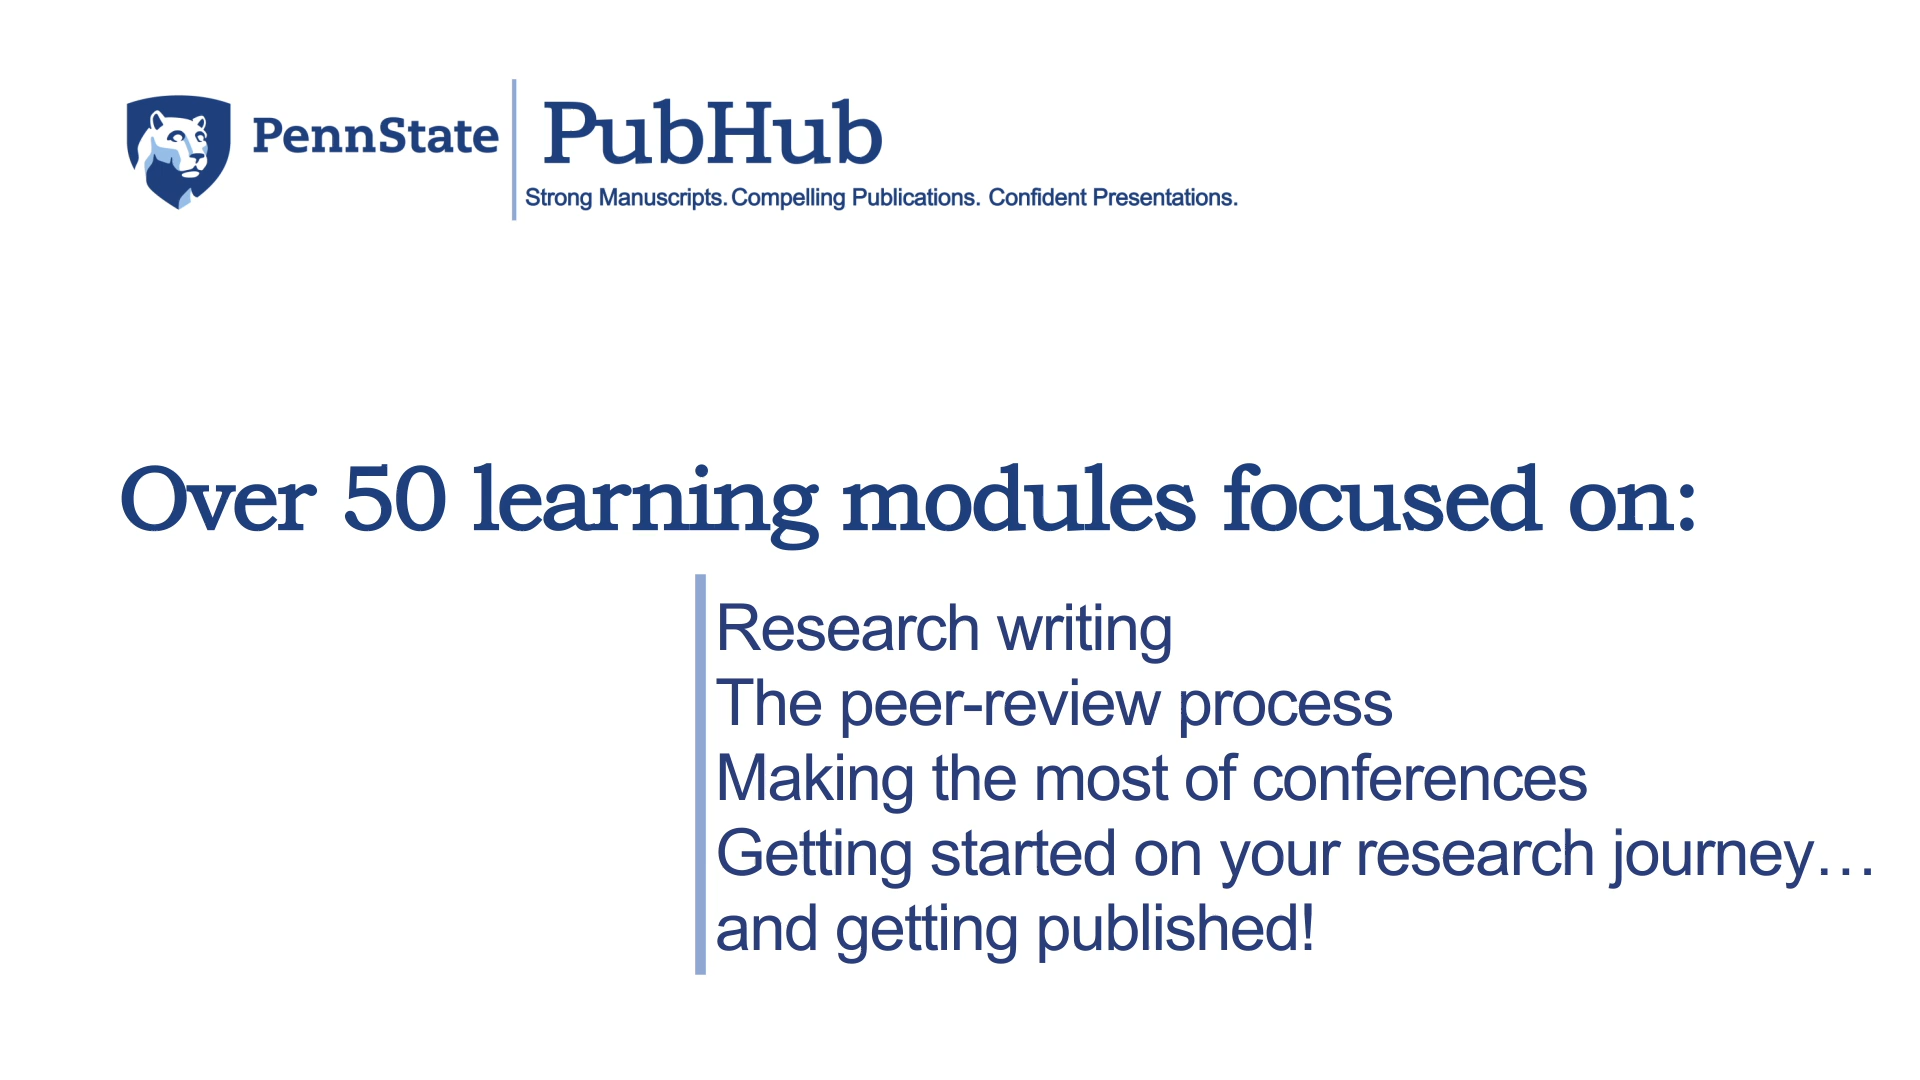 PennState
PubHub
Strong Manuscripts. Compelling Publications. Confident Presentations.
Over 50 learning modules focused on:
Research writing
The peer-review process
Making the most of conferences
Getting started on your research journey…
and getting published!